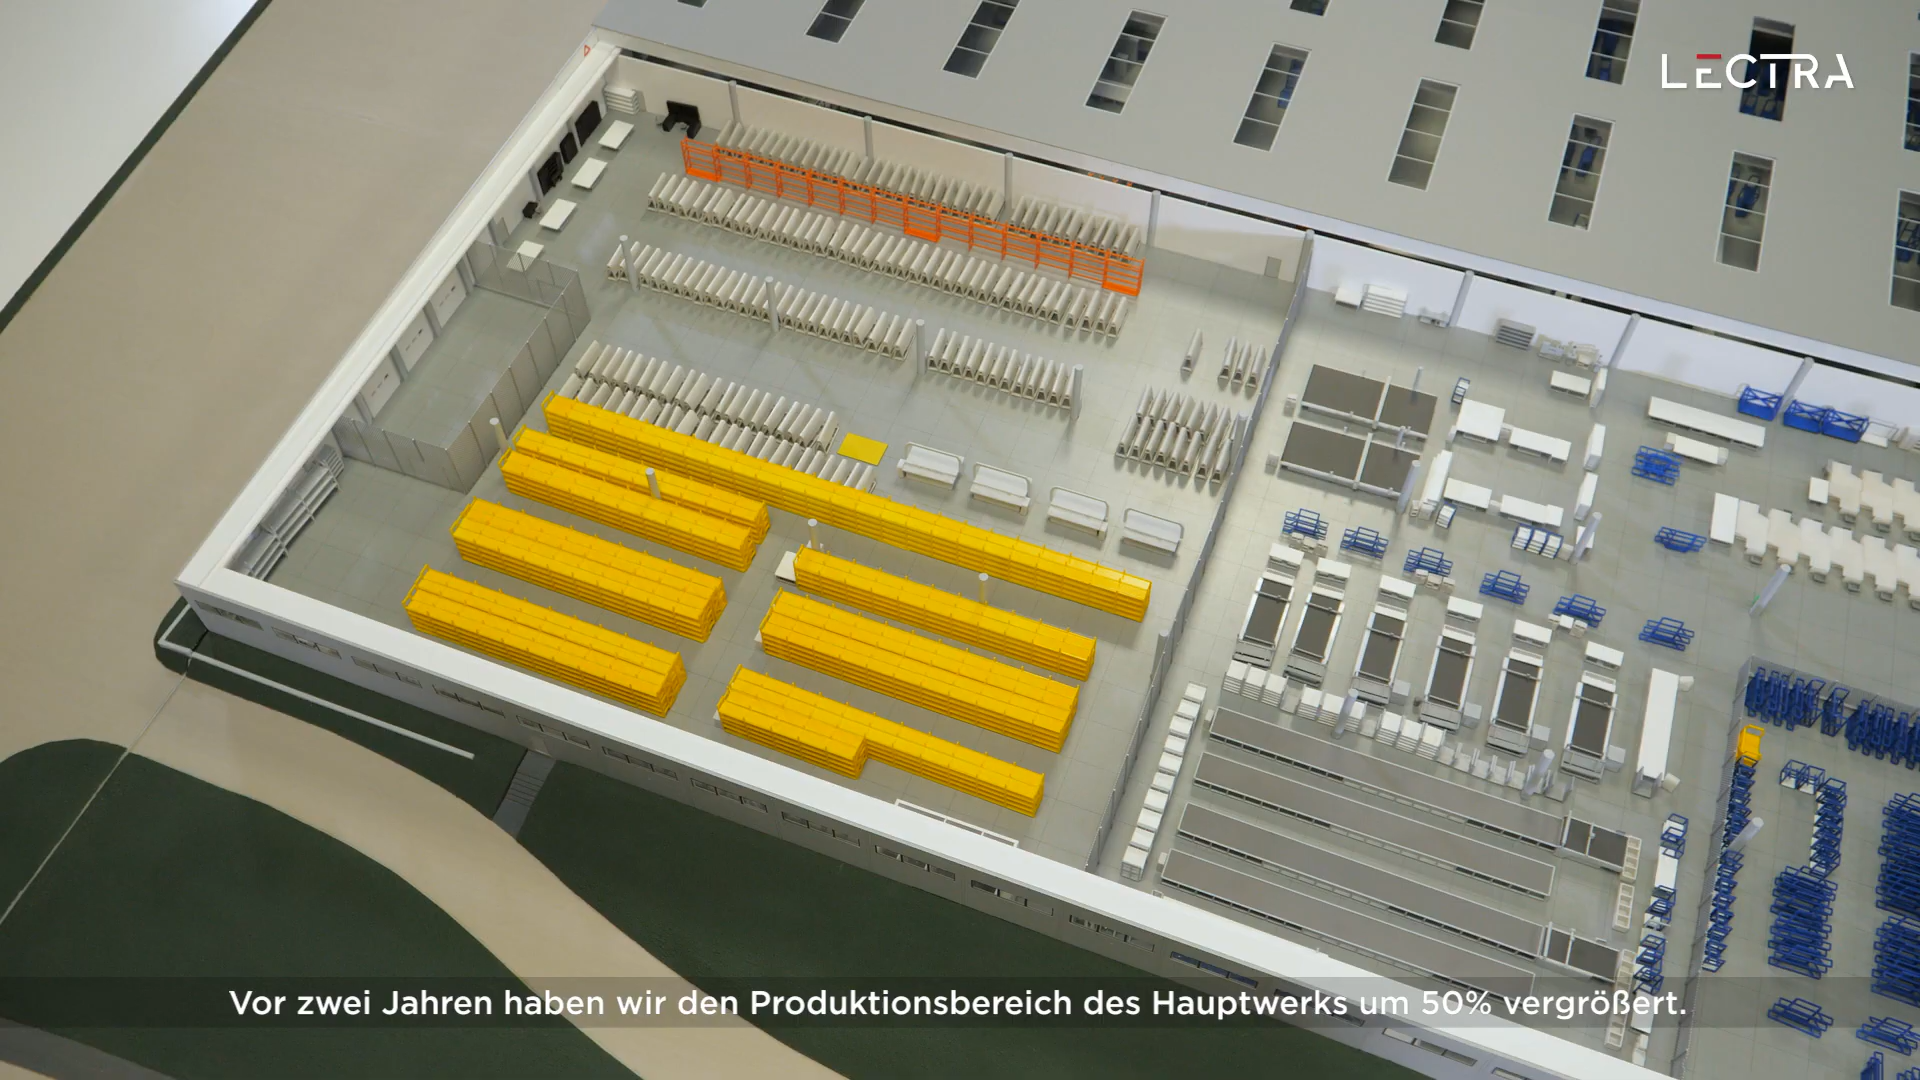 LECTRA
Vor zwei Jahren haben wir den Produktionsbereich des Hauptwerks um 50% vergrößert.